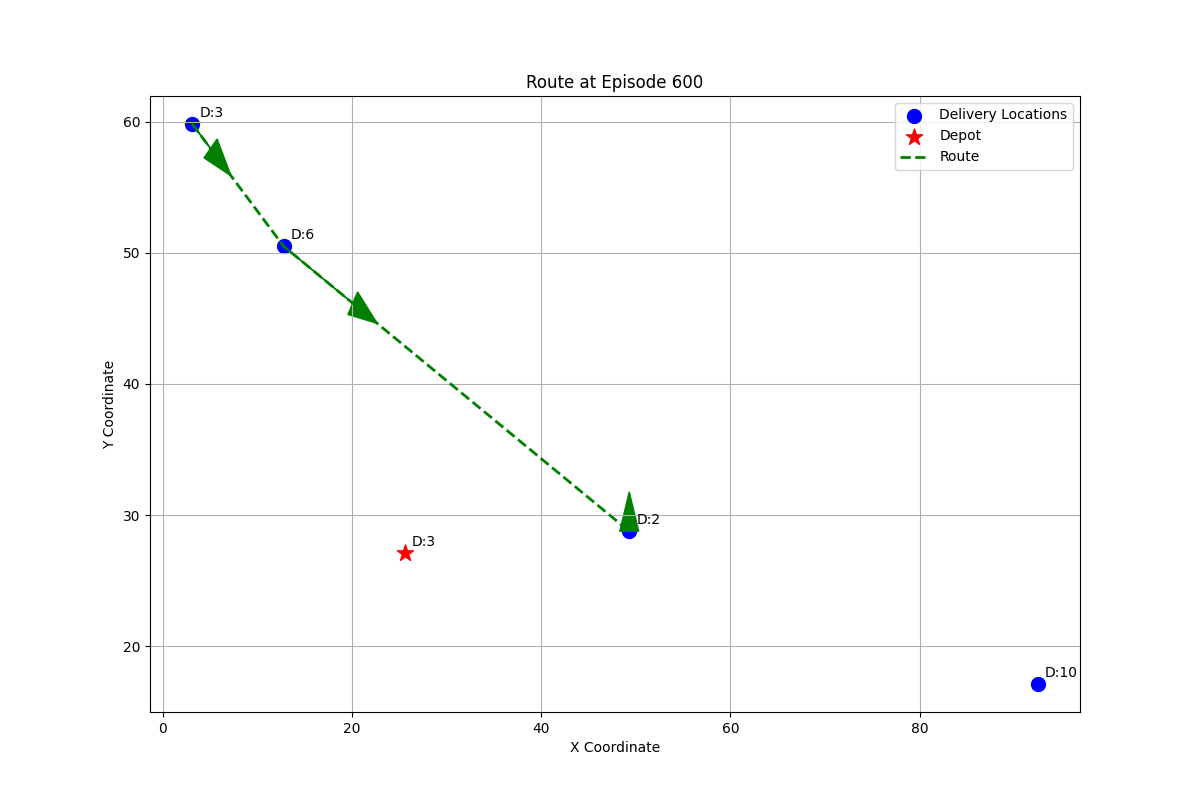 Route at Episode 600
Delivery Locations
Depot
Route
D:3
D:6
D:2
D:3
D:10
60
50
40
30
20
Y Coordinate
0
20
40
60
80
X Coordinate